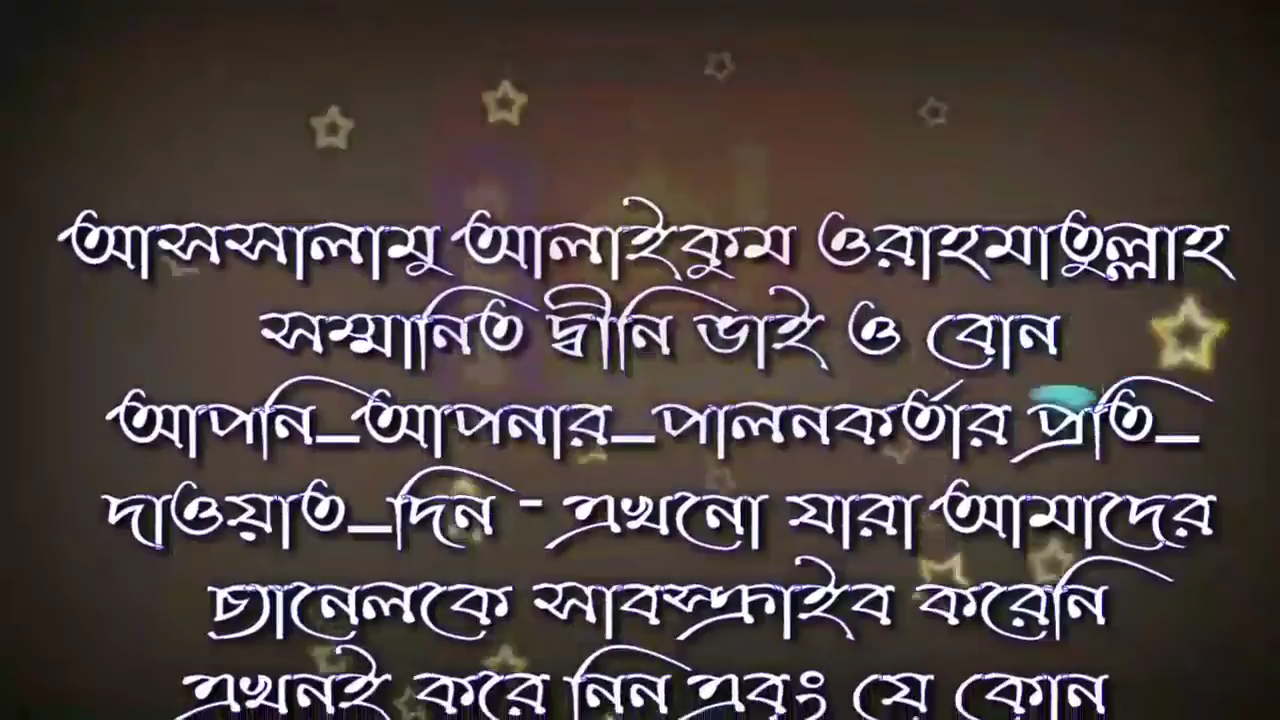 আসসালামু আলাইকুম ওরাহমাতুল্লাহ
সম্মানিত দ্বীনি ভাই ও বোন
আপনি_আপনার_পালনকর্তার প্রতি_
দাওয়াত_দিন - এখনো যারা আমাদের
চ্যানেলকে সাবস্ক্রাইব করেনি
এখনই করে নিন এবং যে কোন